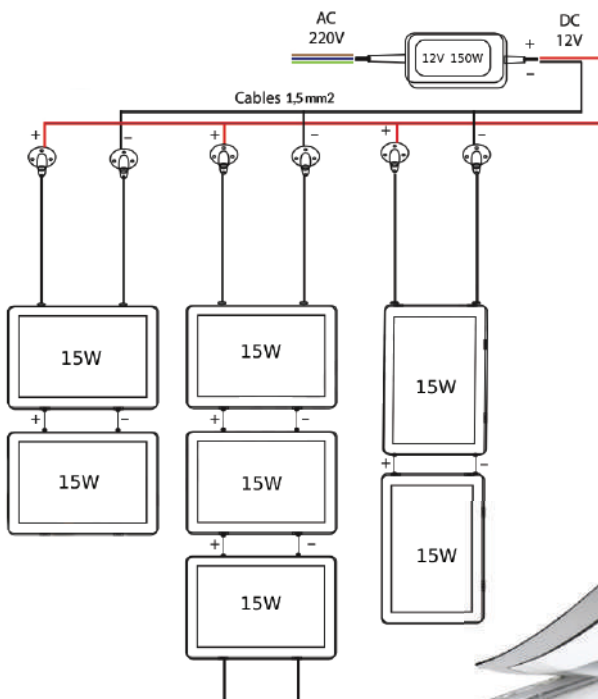 AC
220V
DC
12V
12V 150W
+
−
Cables 1,5mm2
+ − + − + −
15W 15W 15W
+ − + −
15W 15W
+ −
15W
+ −
15W